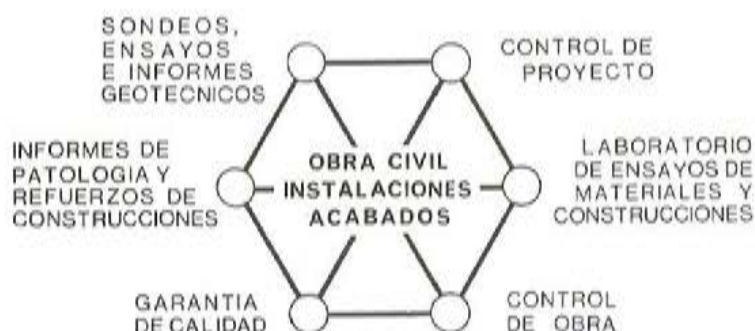 SONDEOS,
ENSAYOS
E INFORMES
GEOTECNICOS
CONTROL DE
PROYECTO
INFORMES DE
PATOLOGIA Y
REFUERZOS DE
CONSTRUCCIONES
OBRA CIVIL
INSTALACIONES
ACABADOS
LABORATORIO
DE ENSAYOS DE
MATERIALES Y
CONSTRUCCIONES
GARANTIA
DE CALIDAD
CONTROL
DE OBRA